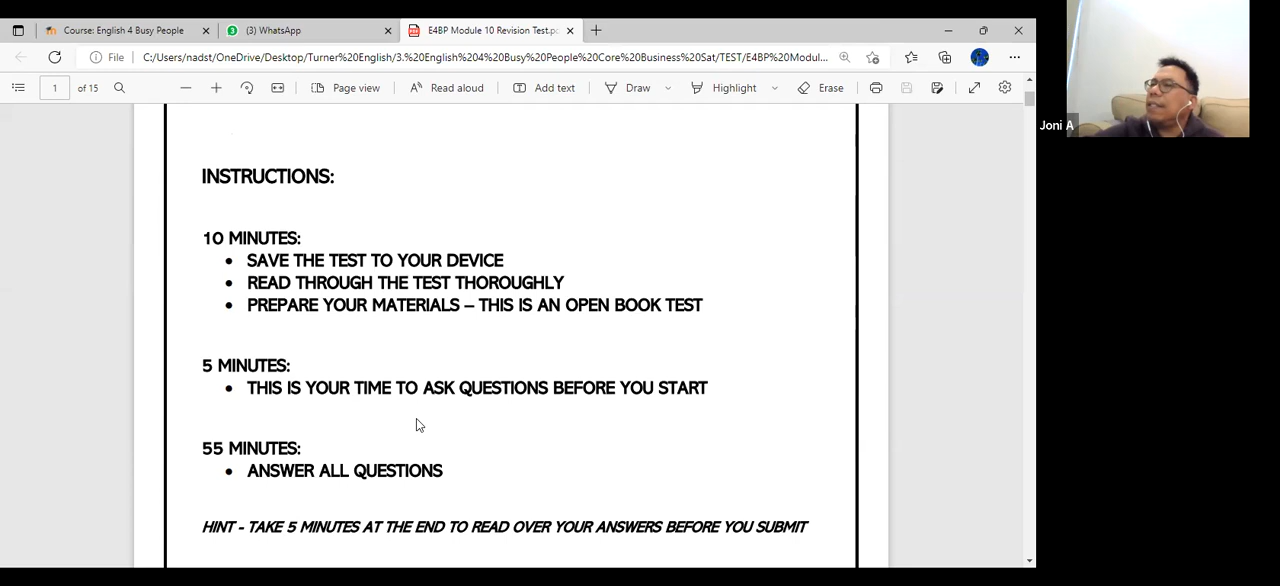 Course: English 4 Busy People
(3) WhatsApp
E4BP Module 10 Revision Test.pd
File
C:/Users/nadst/OneDrive/Desktop/Turner%20English/3.%20English%204%20Busy%20People%20Core%20Business%20Sat/TEST/E4BP%20Modul...
1 of 15
Page view
Read aloud
Add text
Draw
Highlight
Erase
Joni A
INSTRUCTIONS:
10 MINUTES:
• SAVE THE TEST TO YOUR DEVICE
• READ THROUGH THE TEST THOROUGHLY
• PREPARE YOUR MATERIALS – THIS IS AN OPEN BOOK TEST
5 MINUTES:
• THIS IS YOUR TIME TO ASK QUESTIONS BEFORE YOU START
55 MINUTES:
• ANSWER ALL QUESTIONS
HINT - TAKE 5 MINUTES AT THE END TO READ OVER YOUR ANSWERS BEFORE YOU SUBMIT